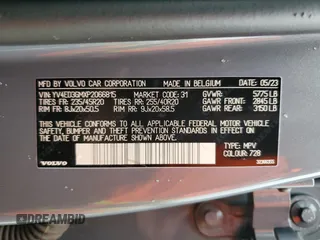 MFD BY VOLVO CAR CORPORATION MADE IN BELGIUM DATE: 05/23
VIN: YV4ED3GMXP2066815 MARKET CODE: 31 GVWR: 5775 LB
TIRES FR: 235/45R20 TIRES RR: 255/40R20 GAWR FRONT: 2845 LB
RIM FR: 8Jx20x50.5 RIM RR: 9Jx20x58.5 GAWR REAR: 3150 LB
THIS VEHICLE CONFORMS TO ALL APPLICABLE U.S. FEDERAL MOTOR VEHICLE SAFETY
BUMPER, AND THEFT PREVENTION STANDARDS IN EFFECT ON THE DATE OF
MANUFACTURE SHOWN ABOVE.
VOLVO
TYPE: MPV
COLOUR: 728
DREAMBID